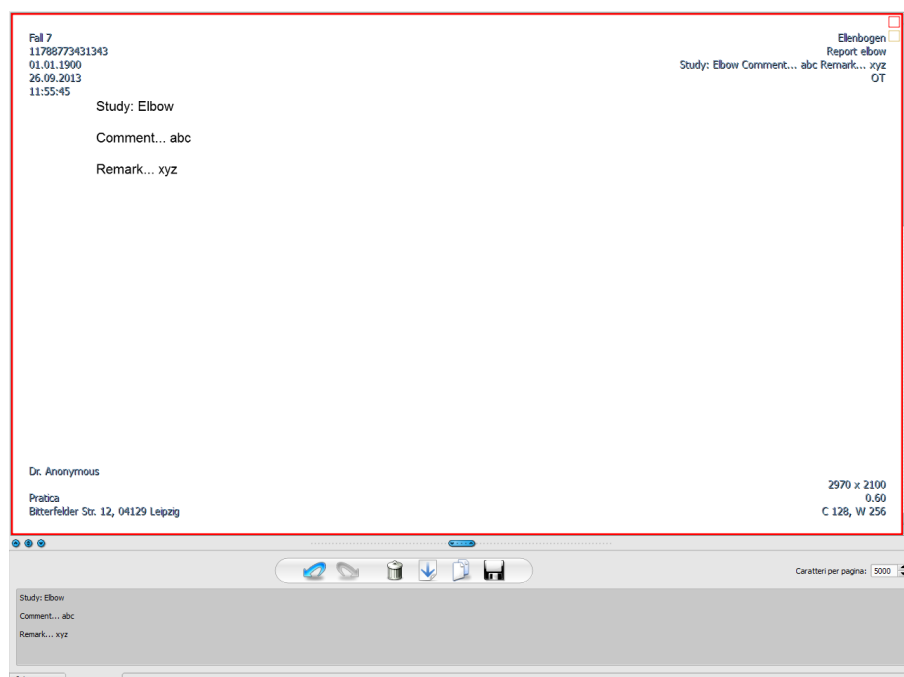 Fall 7
11788773431343
01.01.1900
26.09.2013
11:55:45
Ellenbogen
Report elbow
Study: Elbow Comment... abc Remark... xyz
OT
Study: Elbow
Comment... abc
Remark... xyz
Dr. Anonymous
Pratica
Bitterfelder Str. 12, 04129 Leipzig
2970 x 2100
0.60
C 128, W 256
Caratteri per pagina: 5000
Study: Elbow
Comment... abc
Remark... xyz